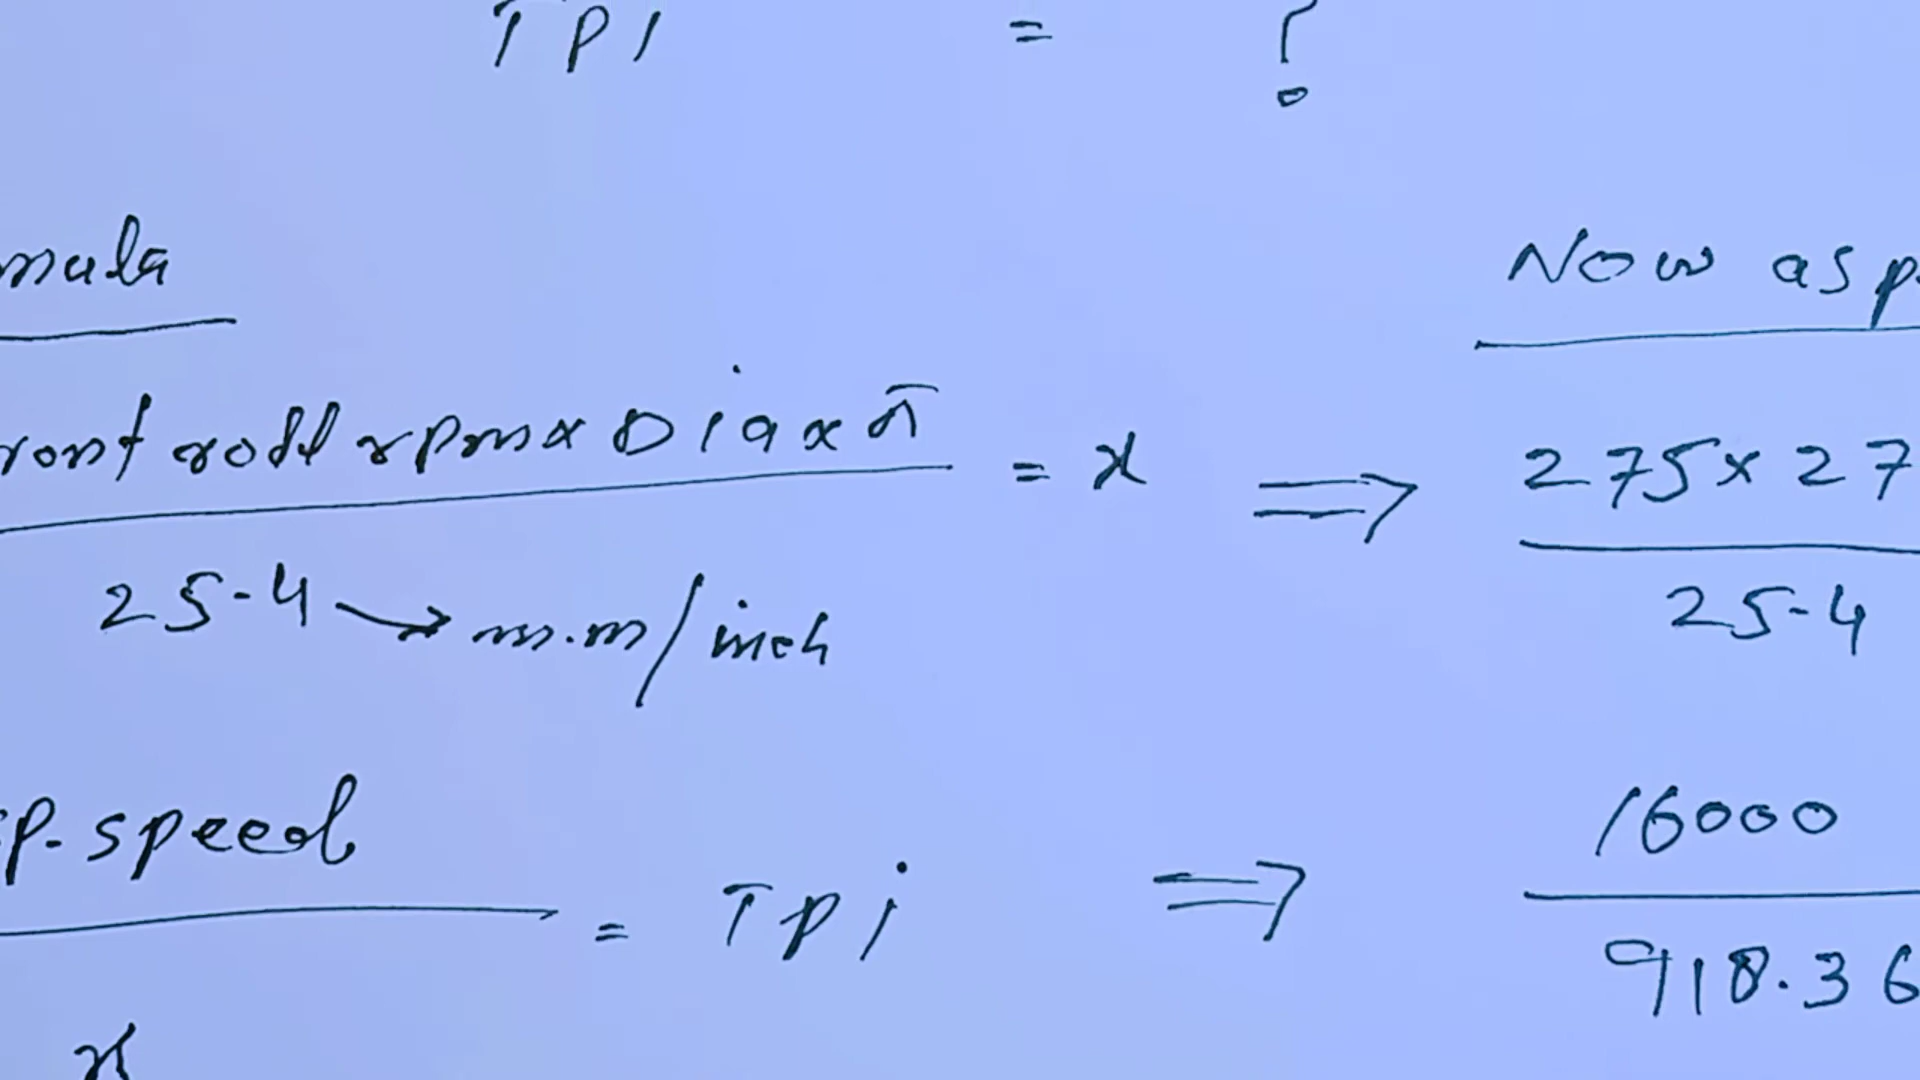 TPI = ?
mula
Now as p
ront roll rpm x Dia x π = x ⇒ 275 x 27
25-4 → m.m/inch 25-4
p. speed = Tpi ⇒ 16000
x 918.36